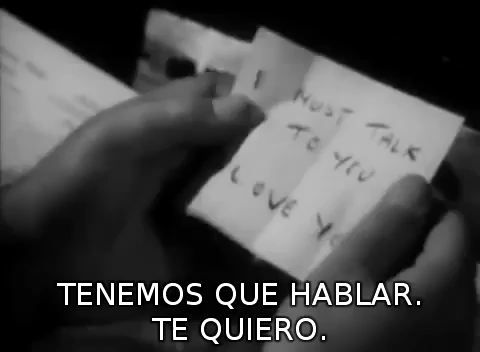 I MUST TALK
TO YOU
LOVE
TENEMOS QUE HABLAR.
TE QUIERO.